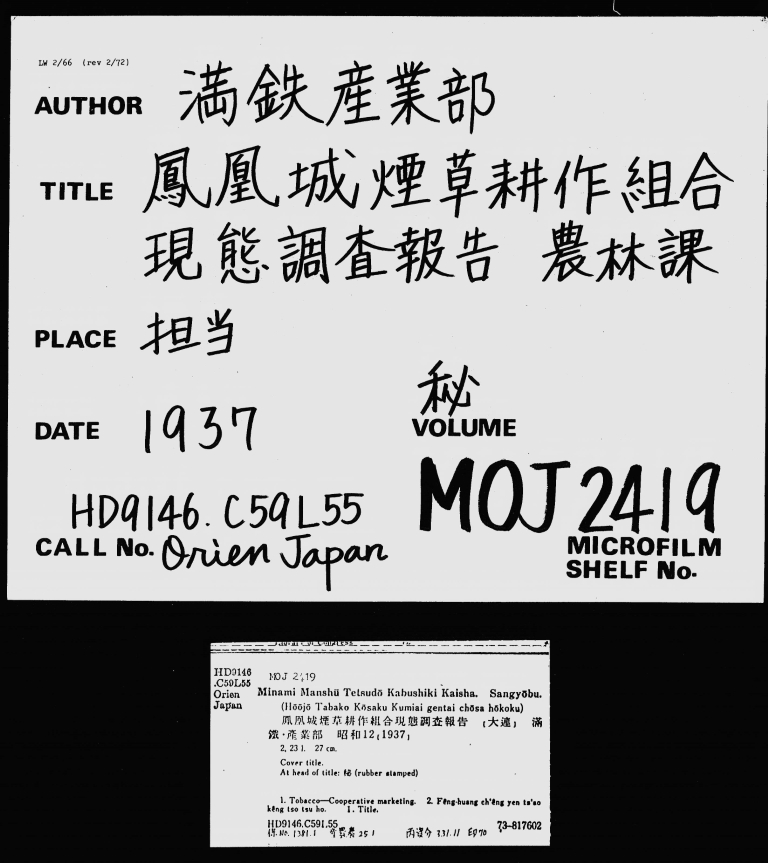 LW 2/66 (rev 2/72)
AUTHOR 満鉄産業部
TITLE 鳳凰城煙草耕作組合
現態調査報告 農林課
PLACE 担当
秘
DATE 1937
VOLUME
HD9146.C59L55
MOJ 2419
CALL No. Orien Japan
MICROFILM
SHELF No.
HD9146
.C59L55
Orien
Japan
MOJ 2419
Minami Manshū Tetsudō Kabushiki Kaisha. Sangyōbu.
(Hōōjō Tabako Kōsaku Kumiai gentai chōsa hōkoku)
鳳凰城煙草耕作組合現態調査報告 [大連] 滿
鐵·產業部 昭和12[1937]
2, 23 l. 27 cm.
Cover title.
At head of title: 秘 (rubber stamped)
1. Tobacco—Cooperative marketing. 2. Fêng-huang ch'êng yen ts'ao
kêng tso tsu ho. I. Title.
HD9146.C59L55
73-817602